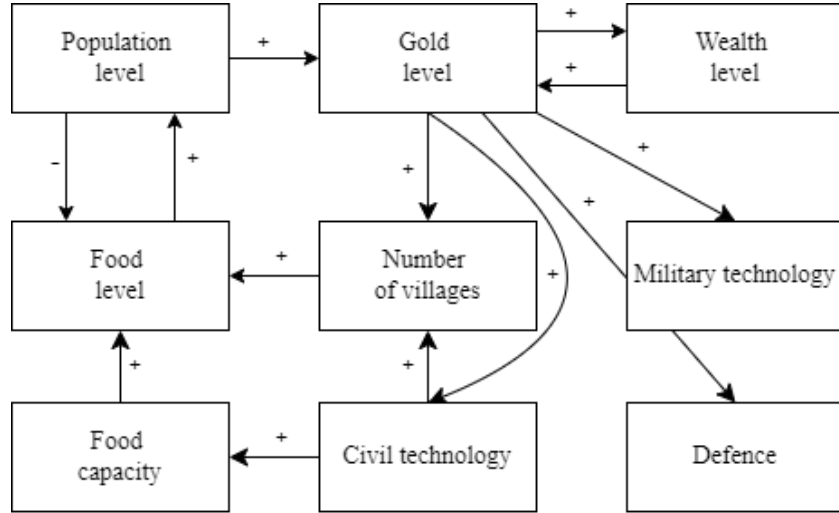 Population
level
+
Gold
level
+
+
Wealth
level
-
+
+
+
+
Food
level
+
Number
of villages
+
Military technology
+
+
Food
capacity
+
Civil technology
Defence